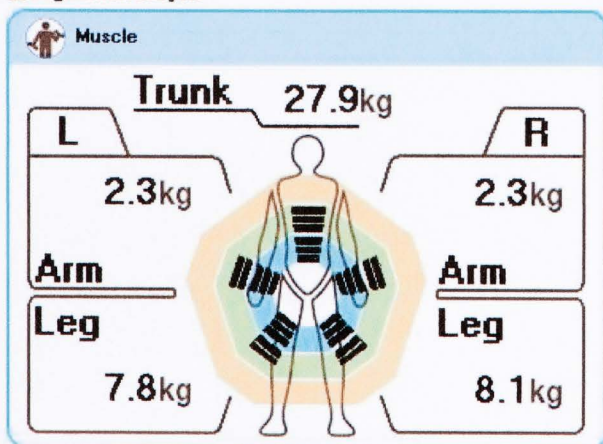 Muscle
Trunk 27.9kg
L R
2.3kg 2.3kg
Arm Arm
Leg Leg
7.8kg 8.1kg